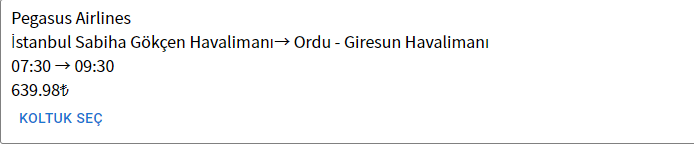 Pegasus Airlines
İstanbul Sabiha Gökçen Havalimanı→ Ordu - Giresun Havalimanı
07:30 → 09:30
639.98₺
KOLTUK SEÇ